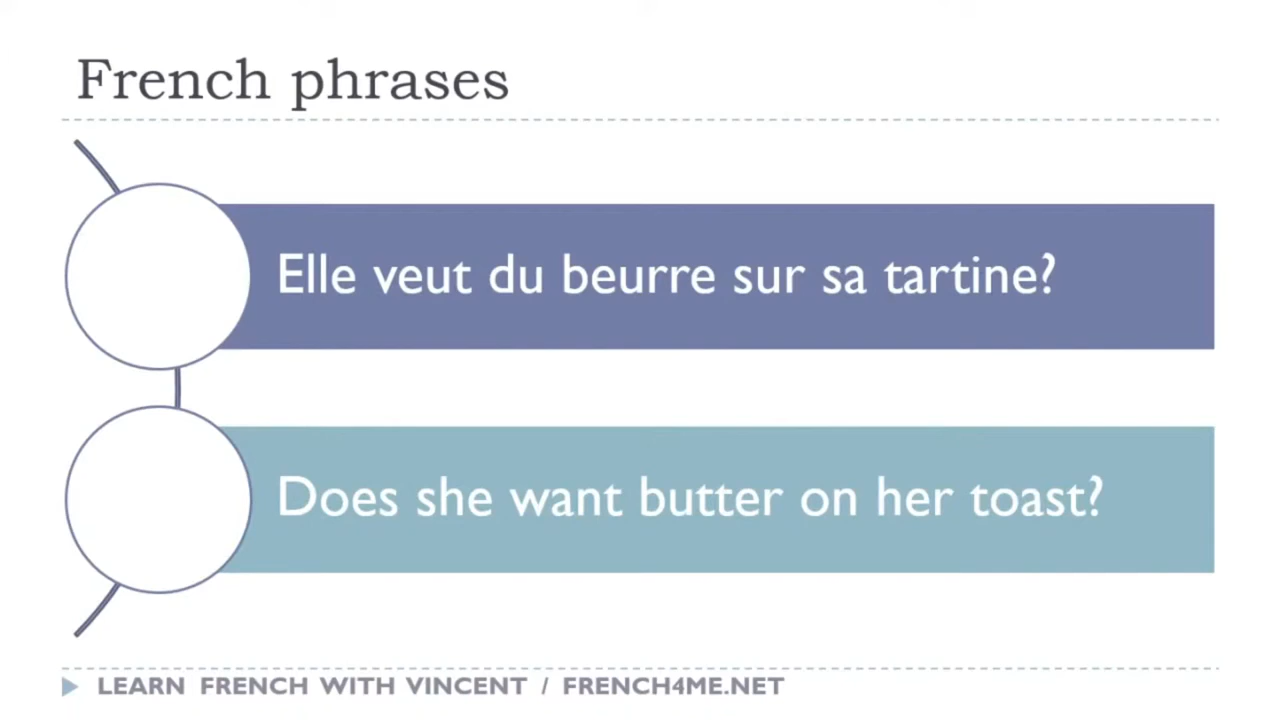 French phrases
Elle veut du beurre sur sa tartine?
Does she want butter on her toast?
LEARN FRENCH WITH VINCENT / FRENCH4ME.NET